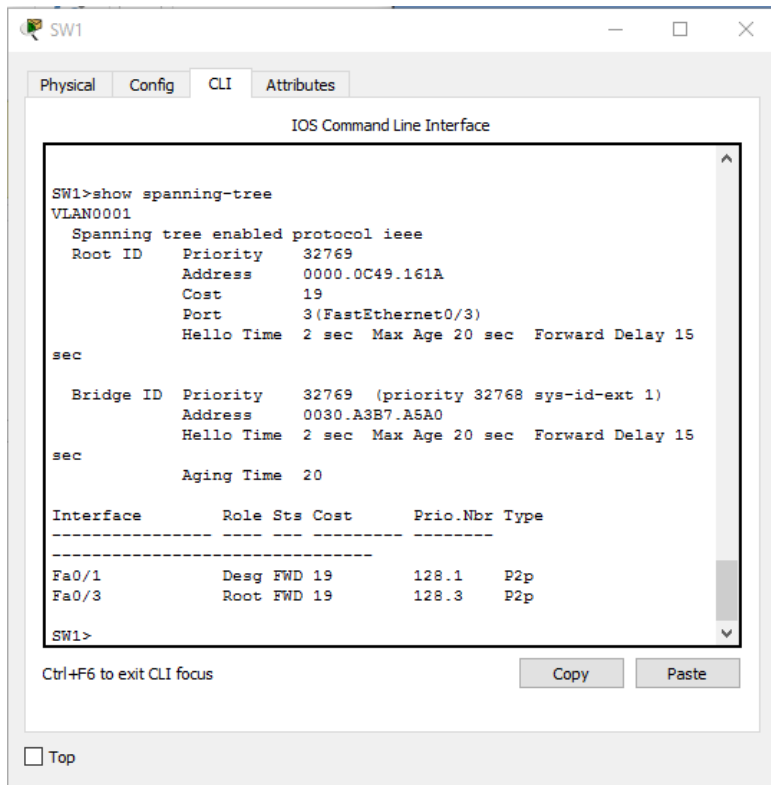 SW1
Physical Config CLI Attributes
IOS Command Line Interface
SW1>show spanning-tree
VLAN0001
  Spanning tree enabled protocol ieee
  Root ID    Priority    32769
             Address     0000.0C49.161A
             Cost        19
             Port        3(FastEthernet0/3)
             Hello Time  2 sec  Max Age 20 sec  Forward Delay 15
sec
  Bridge ID  Priority    32769  (priority 32768 sys-id-ext 1)
             Address     0030.A3B7.A5A0
             Hello Time  2 sec  Max Age 20 sec  Forward Delay 15
sec
             Aging Time  20
Interface        Role Sts Cost      Prio.Nbr Type
---------------- ---- --- --------- --------
--------------------------------
Fa0/1            Desg FWD 19        128.1    P2p
Fa0/3            Root FWD 19        128.3    P2p
SW1>
Ctrl+F6 to exit CLI focus Copy Paste
Top